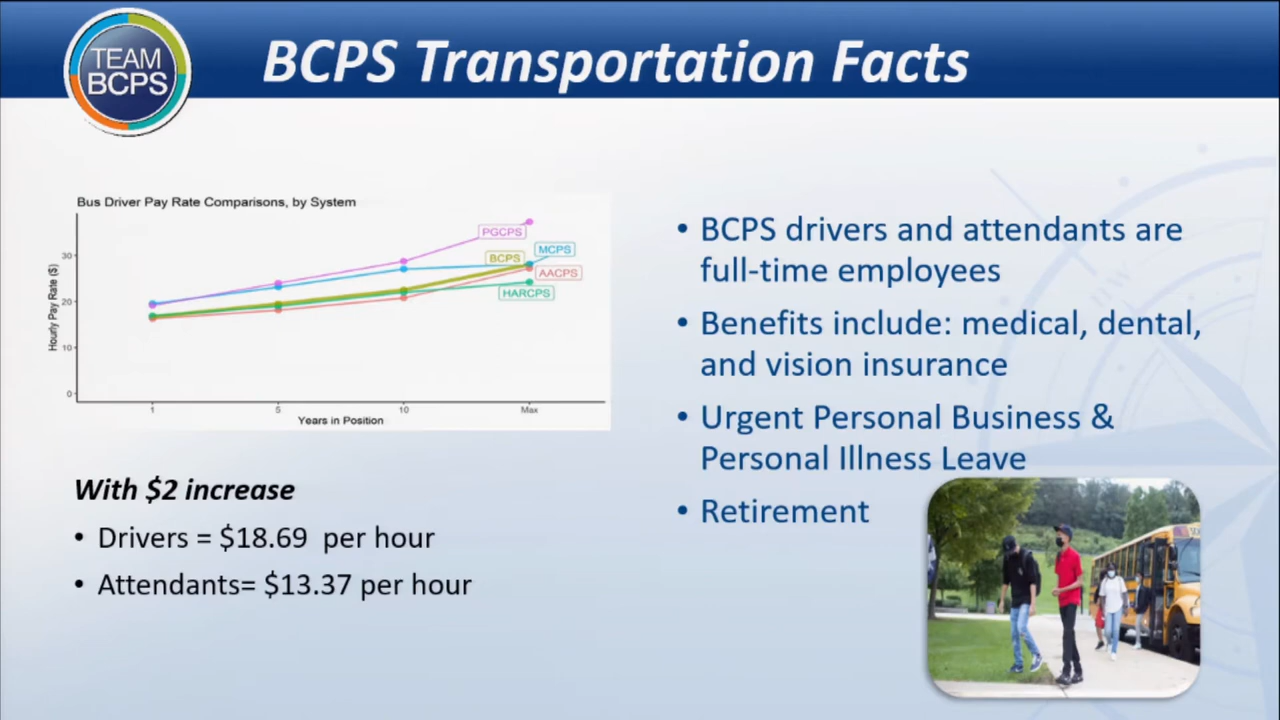 TEAM
BCPS
BCPS Transportation Facts
Bus Driver Pay Rate Comparisons, by System
Hourly Pay Rate ($)
30
20
10
0
PGCPS
MCPS
BCPS
AACPS
HARCPS
1 5 10 Max
Years in Position
With $2 increase
• Drivers = $18.69 per hour
• Attendants= $13.37 per hour
• BCPS drivers and attendants are
full-time employees
• Benefits include: medical, dental,
and vision insurance
• Urgent Personal Business &
Personal Illness Leave
• Retirement